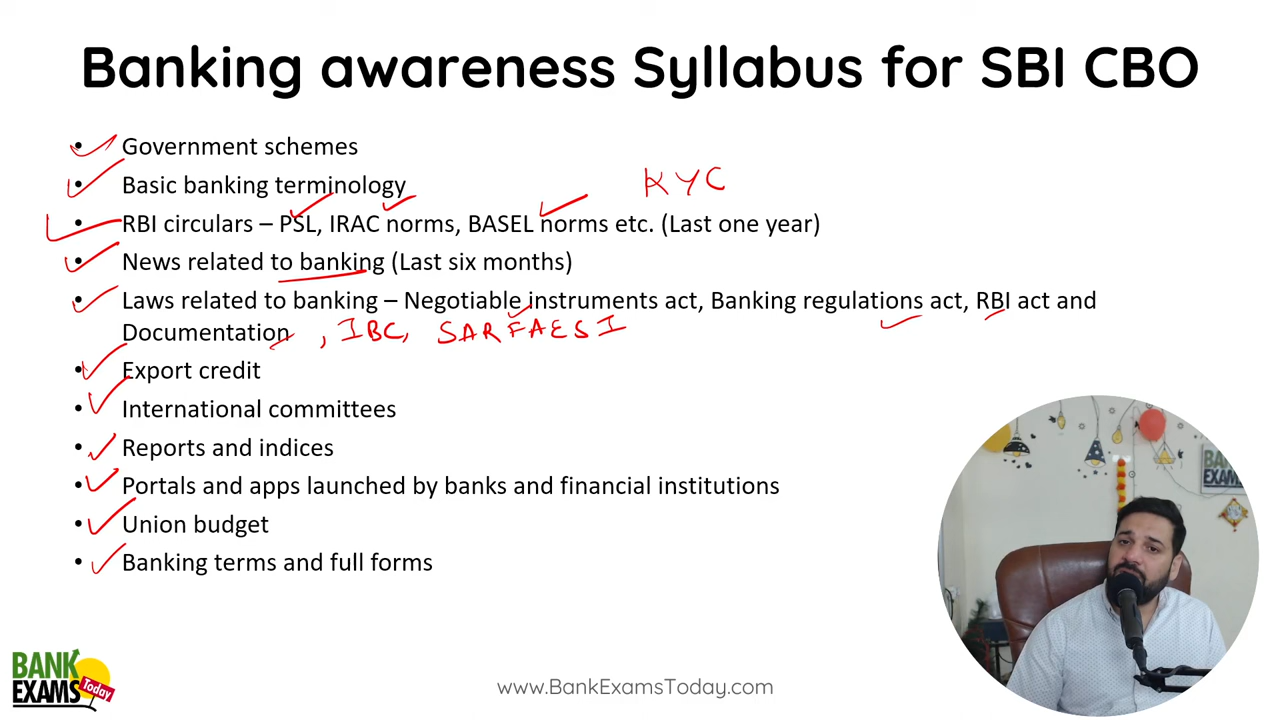 Banking awareness Syllabus for SBI CBO
• Government schemes
• Basic banking terminology
KYC
• RBI circulars – PSL, IRAC norms, BASEL norms etc. (Last one year)
• News related to banking (Last six months)
• Laws related to banking – Negotiable instruments act, Banking regulations act, RBI act and
Documentation , IBC, SARFAESI
• Export credit
• International committees
• Reports and indices
• Portals and apps launched by banks and financial institutions
• Union budget
• Banking terms and full forms
BANK
EXAMS
BANK
EXAMS Today
www.BankExamsToday.com